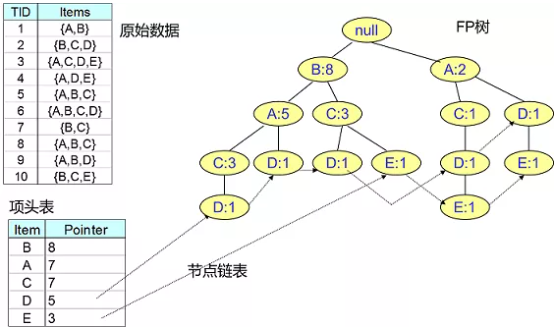 TID Items
1 {A,B}
2 {B,C,D}
3 {A,C,D,E}
4 {A,D,E}
5 {A,B,C}
6 {A,B,C,D}
7 {B,C}
8 {A,B,C}
9 {A,B,D}
10 {B,C,E}
原始数据
FP树
null
B:8 A:2
A:5 C:3 C:1 D:1
C:3 D:1 D:1 E:1 D:1 E:1
D:1 E:1
项头表
Item Pointer
B 8
A 7
C 7
D 5
E 3
节点链表